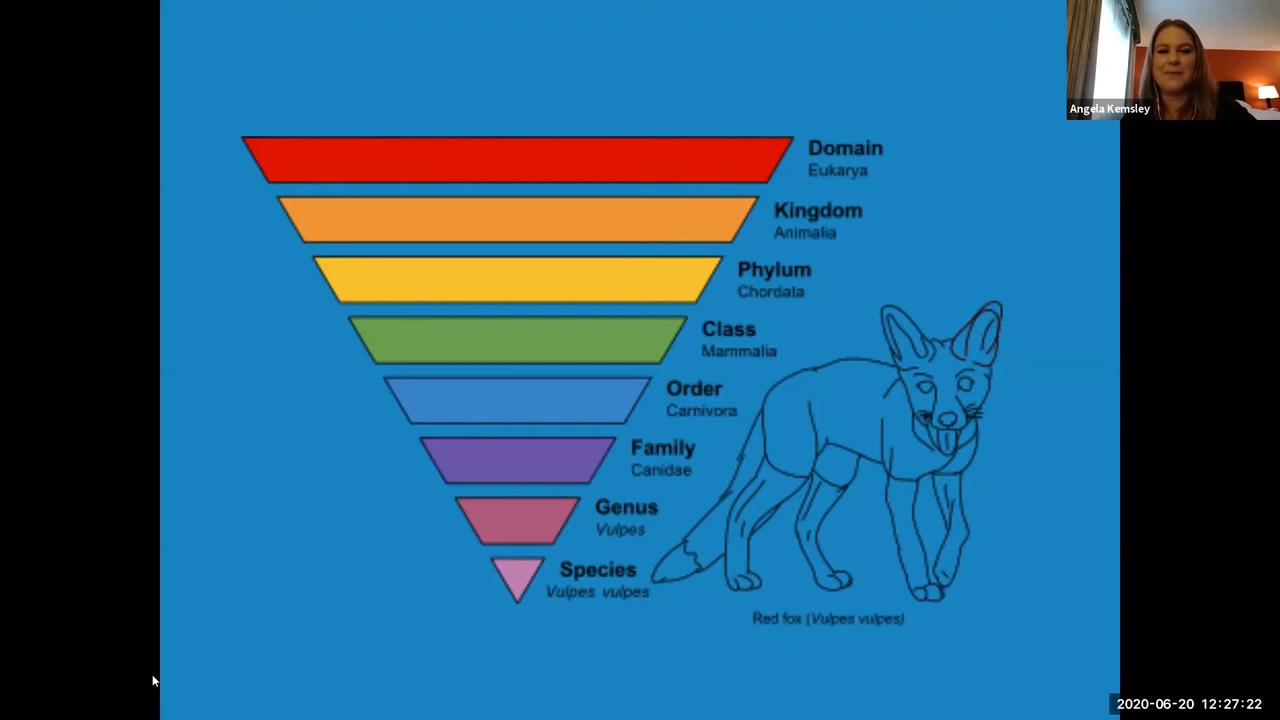 Angela Kemsley
Domain
Eukarya
Kingdom
Animalia
Phylum
Chordata
Class
Mammalia
Order
Carnivora
Family
Canidae
Genus
Vulpes
Species
Vulpes vulpes
Red fox (Vulpes vulpes)
2020-06-20 12:27:22